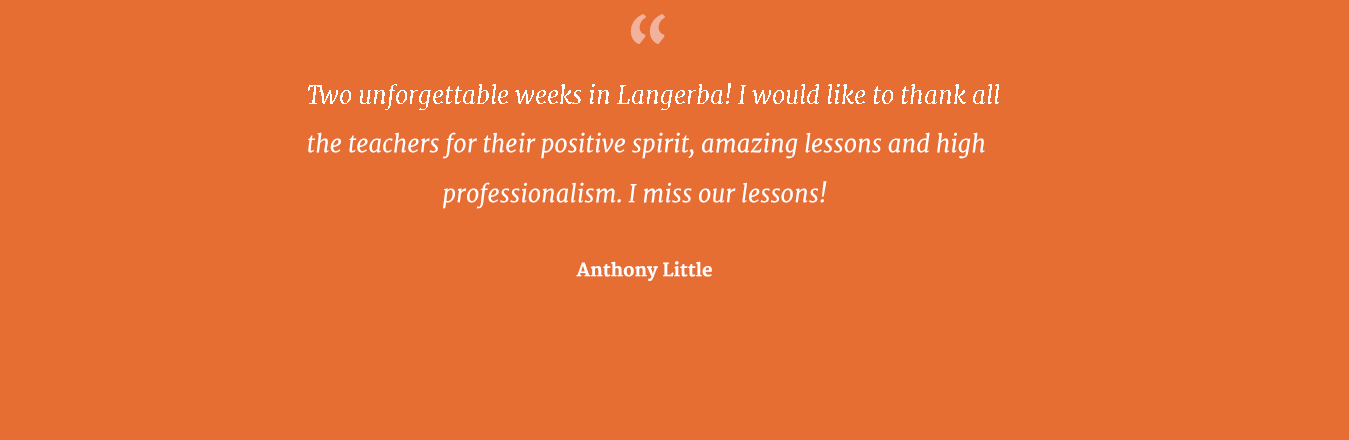 “
Two unforgettable weeks in Langerba! I would like to thank all
the teachers for their positive spirit, amazing lessons and high
professionalism. I miss our lessons!
Anthony Little